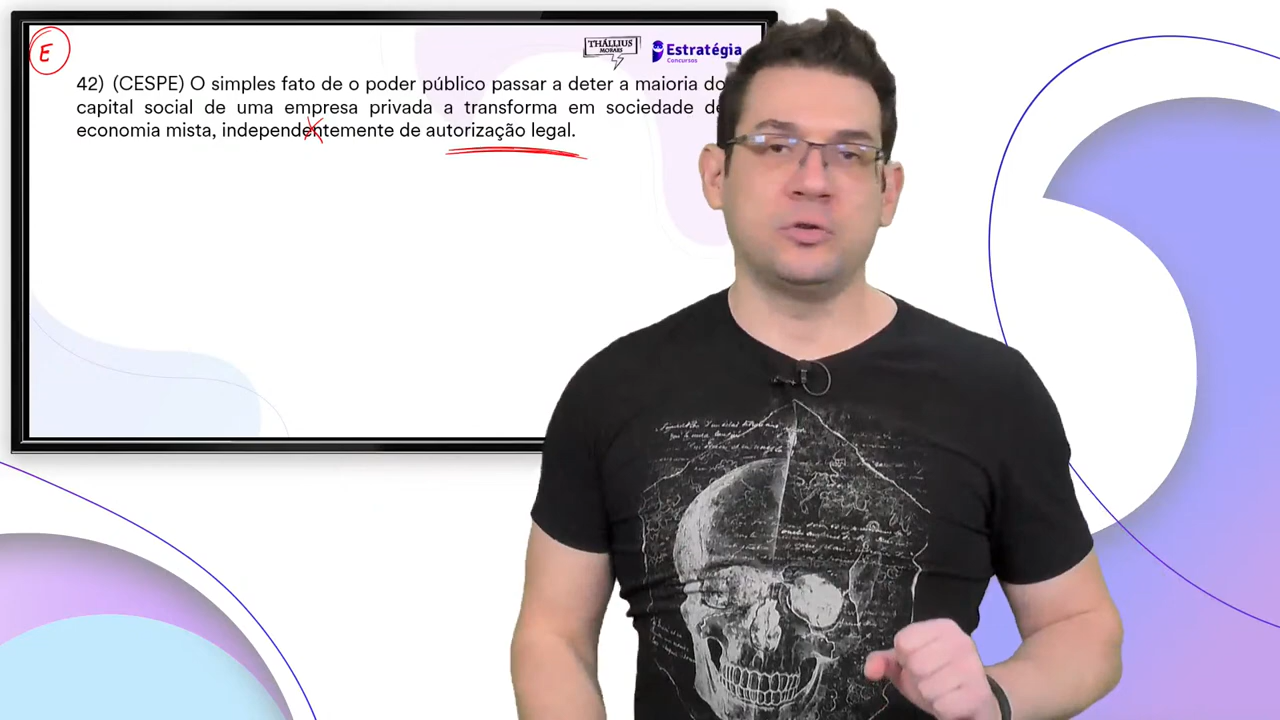 E
THÁLLIUS
MORAES
Estratégia
Concursos
42) (CESPE) O simples fato de o poder público passar a deter a maioria do
capital social de uma empresa privada a transforma em sociedade de
economia mista, independentemente de autorização legal.